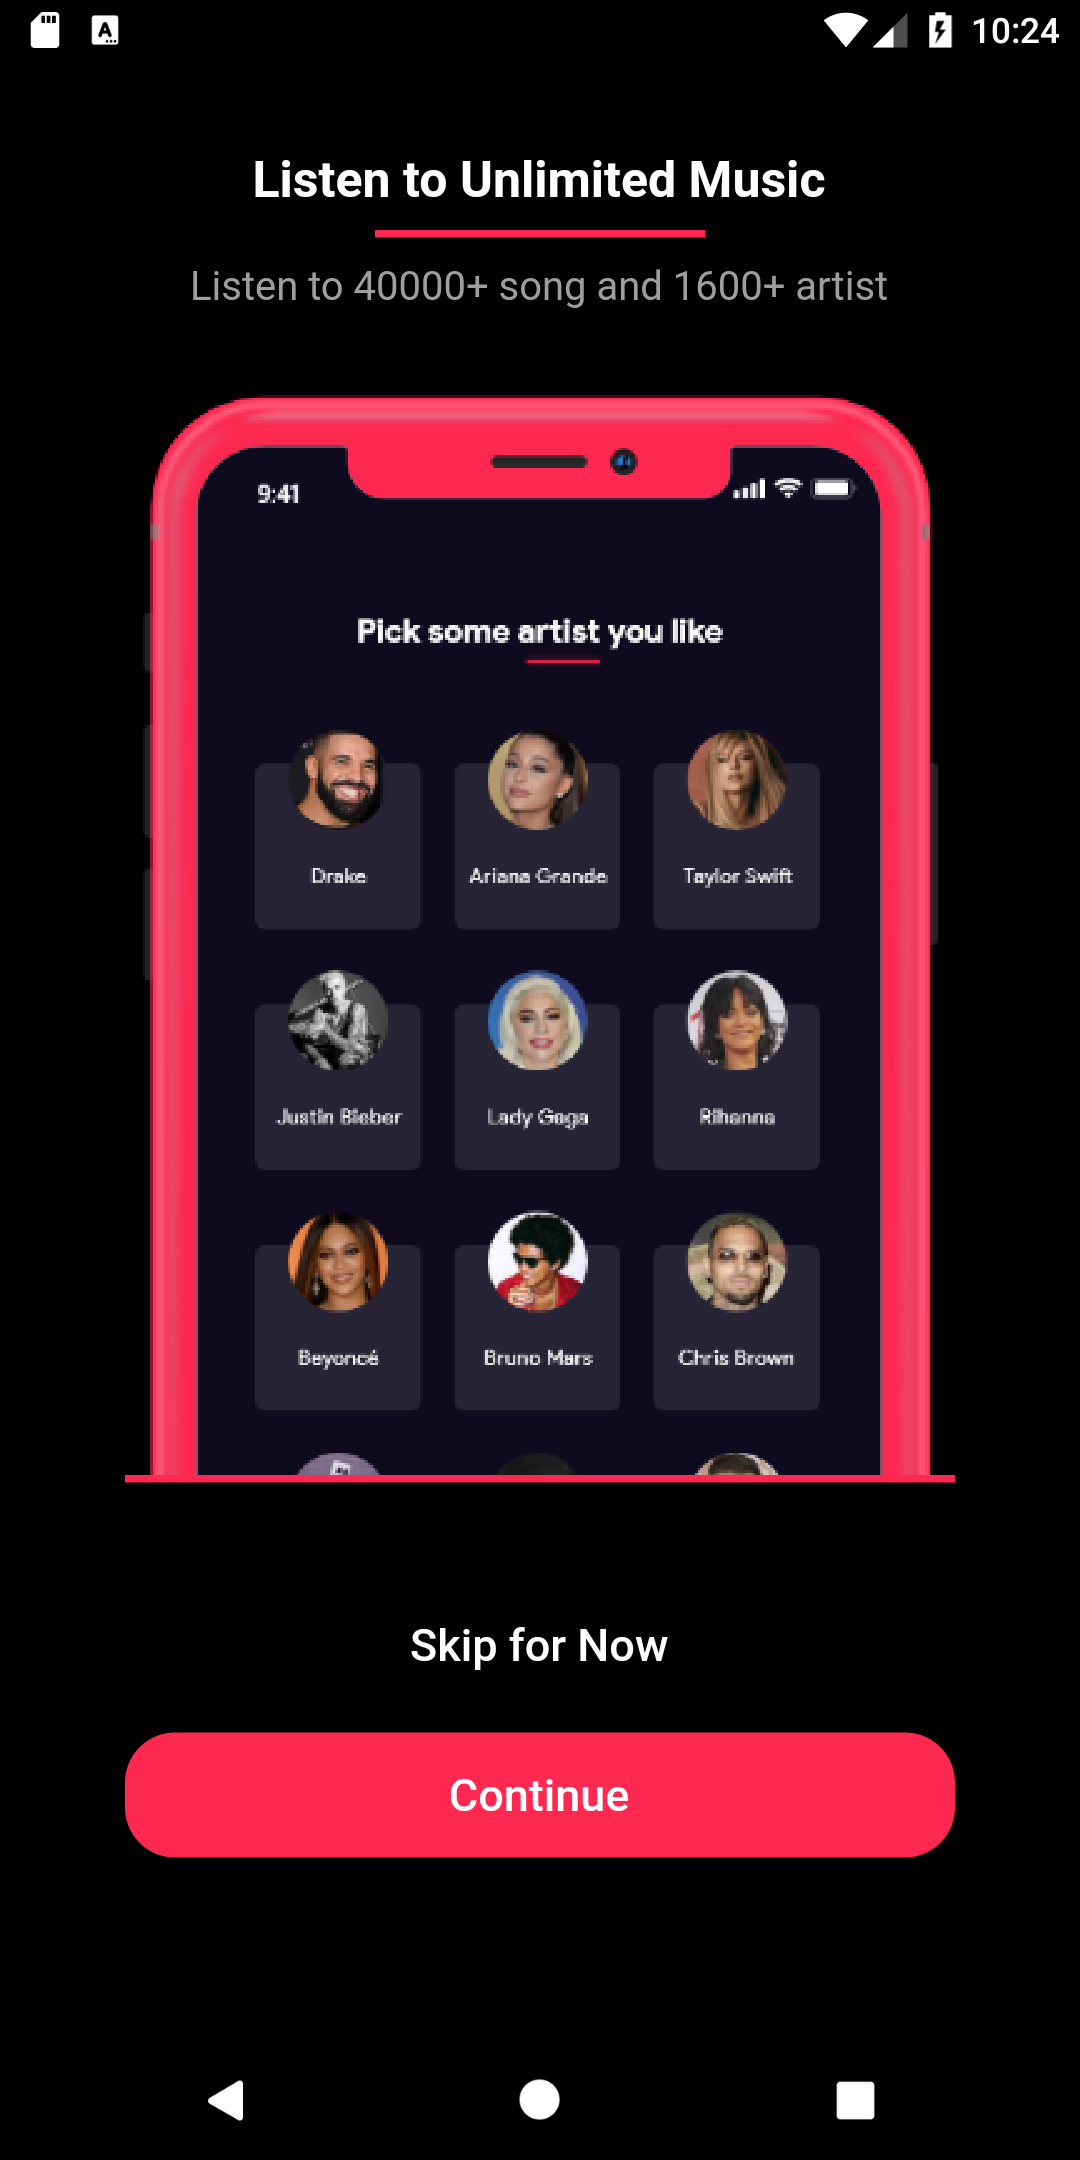 10:24
Listen to Unlimited Music
Listen to 40000+ song and 1600+ artist
9:41
Pick some artist you like
Drake
Ariana Grande
Taylor Swift
Justin Bieber
Lady Gaga
Rihanna
Beyoncé
Bruno Mars
Chris Brown
Skip for Now
Continue